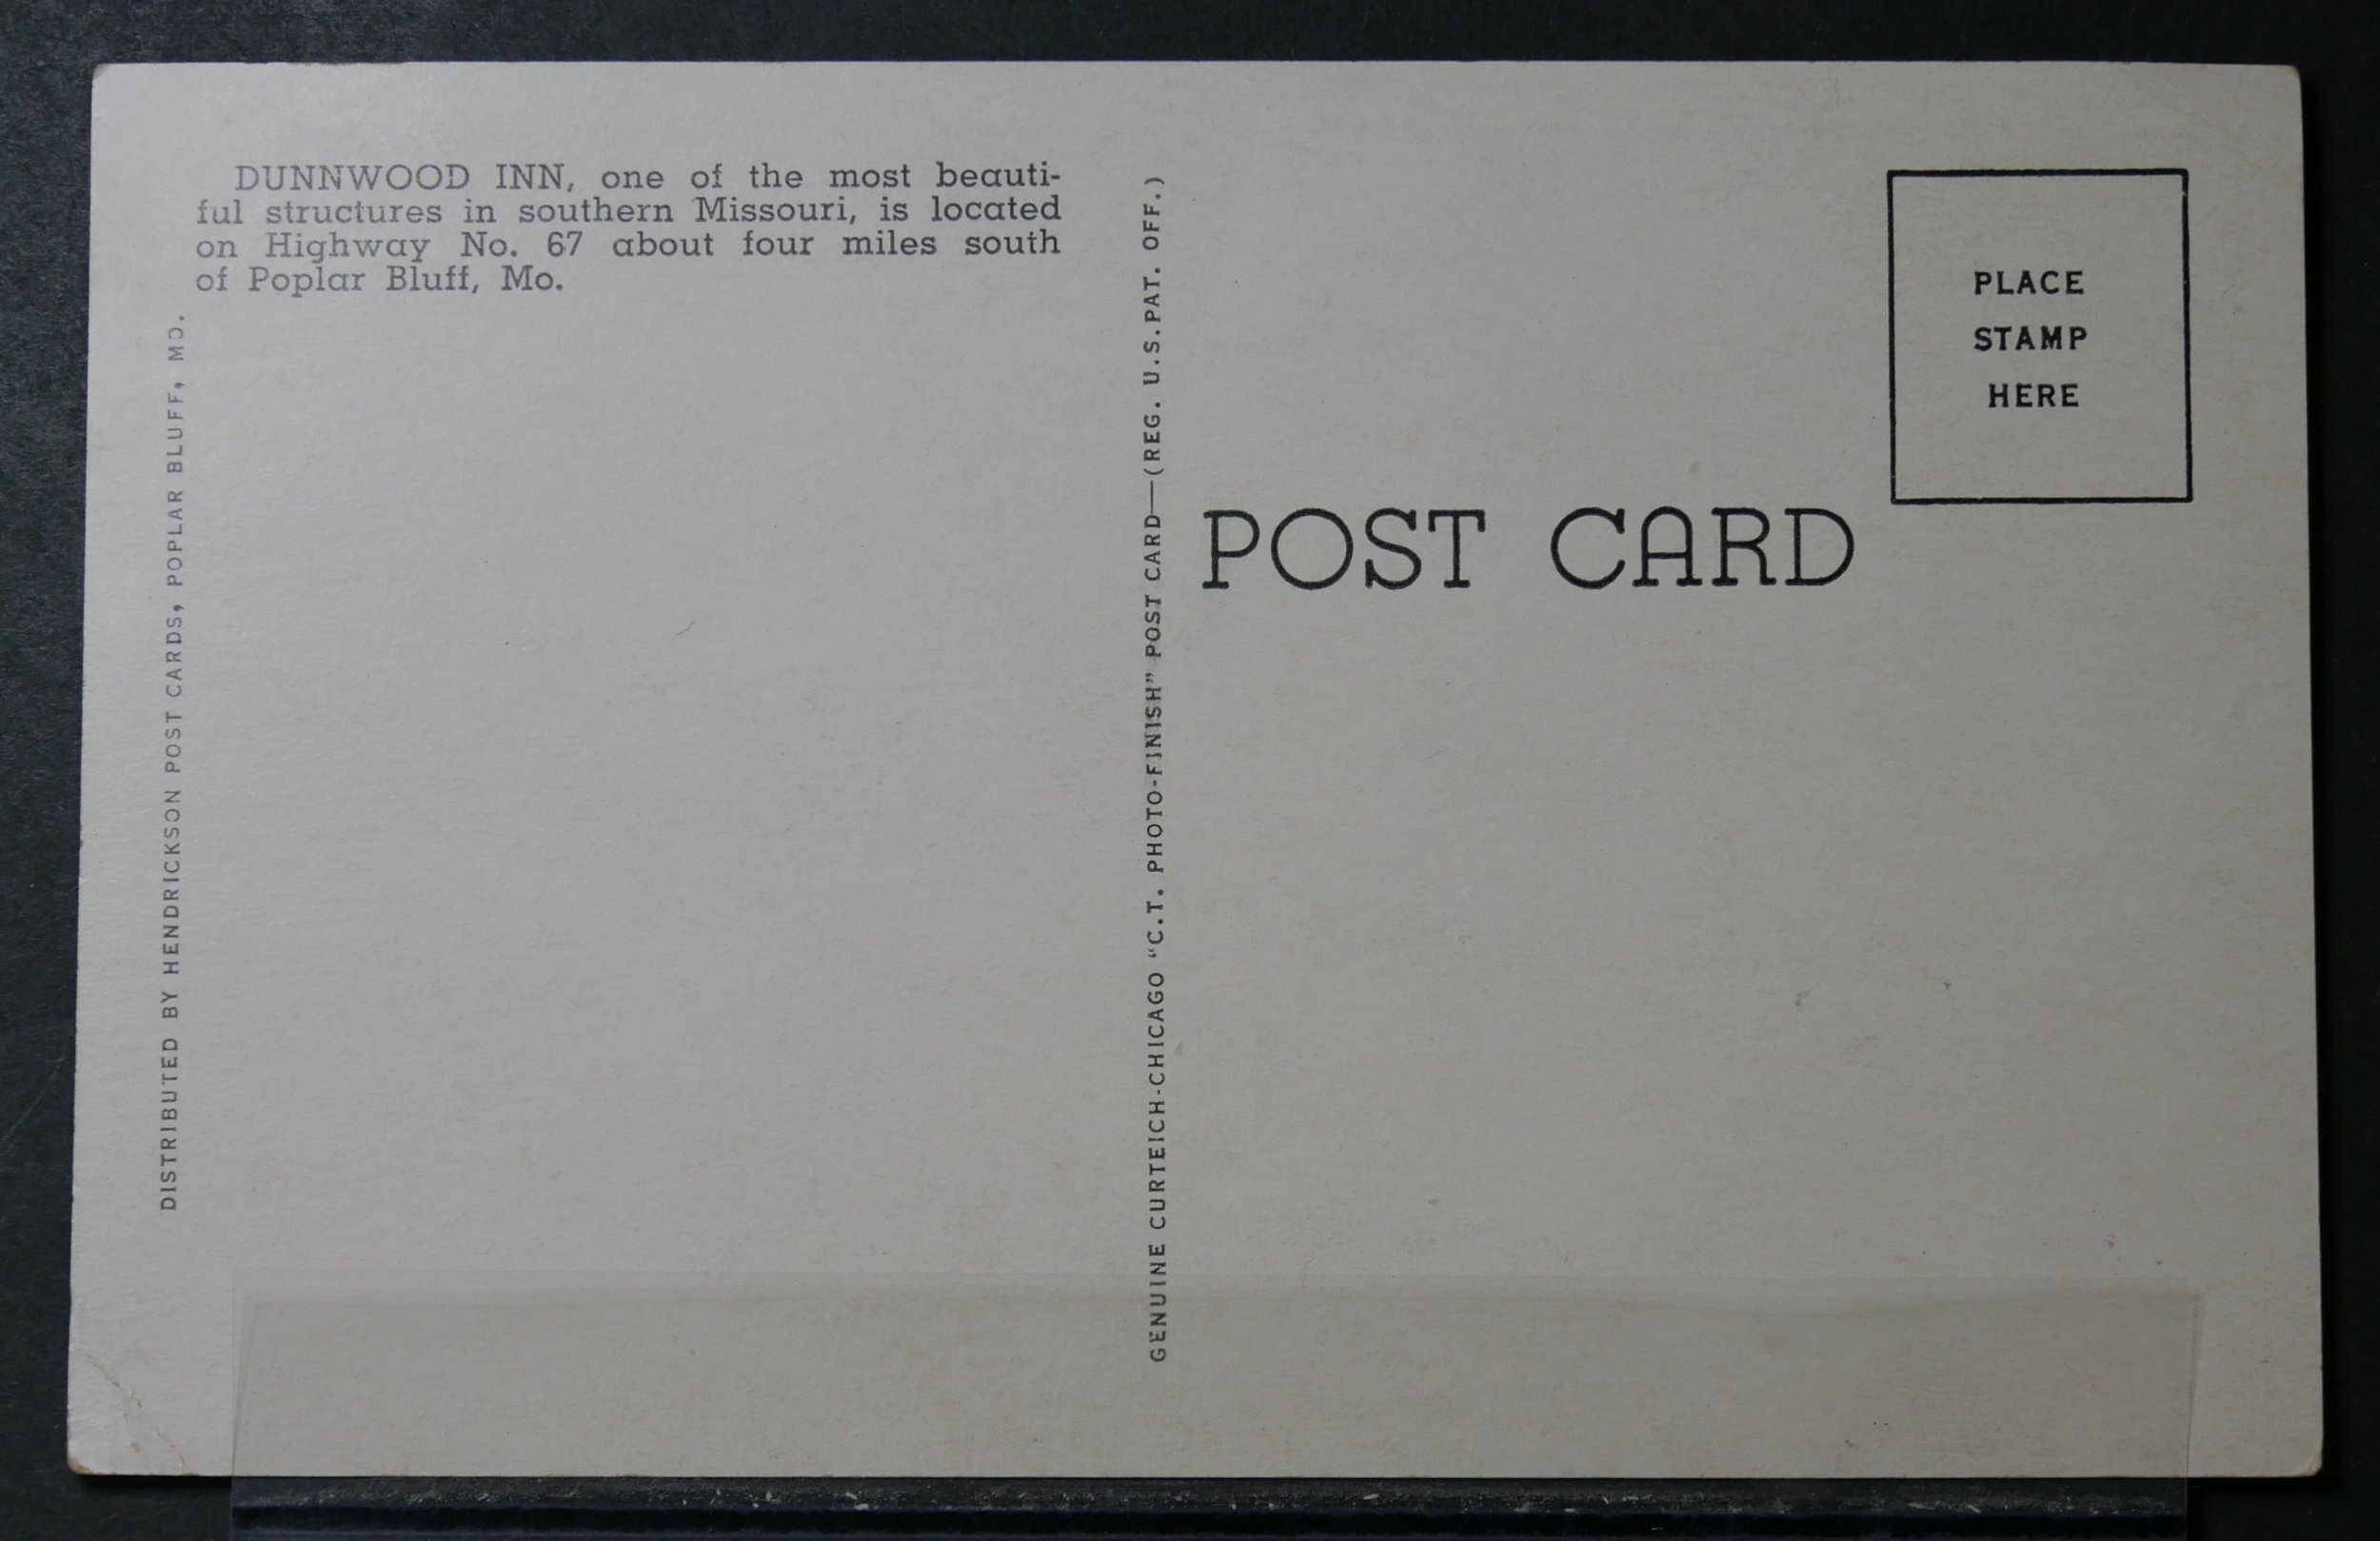 DUNNWOOD INN, one of the most beauti-
ful structures in southern Missouri, is located
on Highway No. 67 about four miles south
of Poplar Bluff, Mo.
DISTRIBUTED BY HENDRICKSON POST CARDS, POPLAR BLUFF, MO.
GENUINE CURTEICH-CHICAGO "C.T. PHOTO-FINISH" POST CARD—(REG. U.S.PAT. OFF.)
POST CARD
PLACE
STAMP
HERE